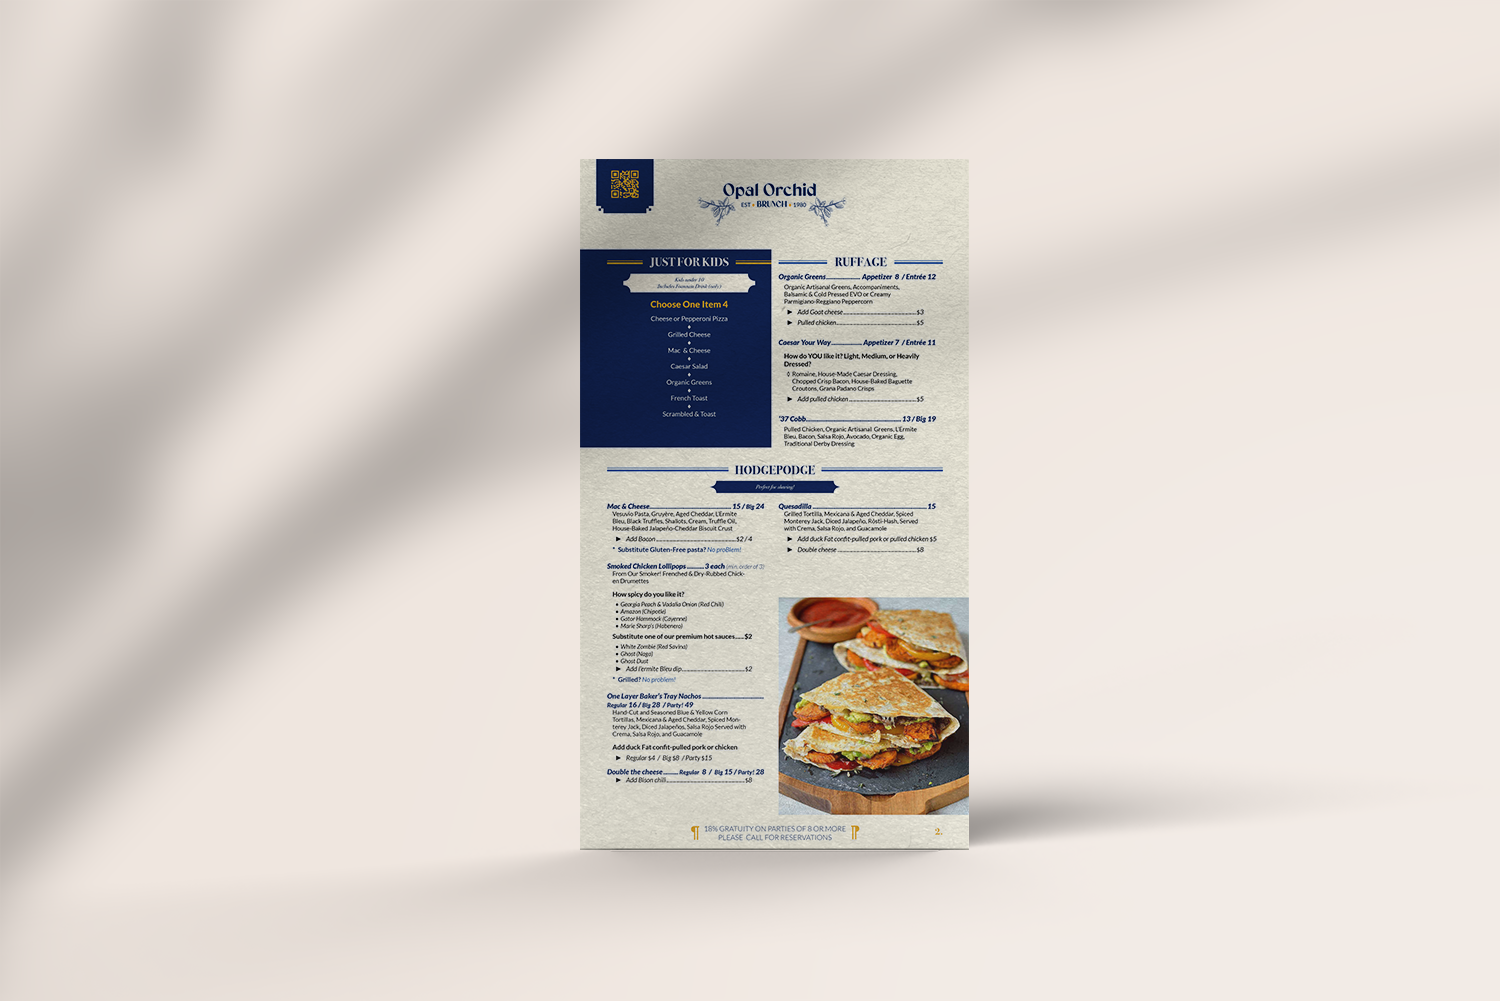 Opal Orchid
EST • BRUNCH • 1980
JUST FOR KIDS
Kids under 10
Includes Fountain Drink (only)
Choose One Item 4
Cheese or Pepperoni Pizza
Grilled Cheese
Mac & Cheese
Caesar Salad
Organic Greens
French Toast
Scrambled & Toast
RUFFAGE
Organic Greens Appetizer 8 / Entrée 12
Organic Artisanal Greens, Accompaniments,
Balsamic & Cold Pressed EVO or Creamy
Parmigiano-Reggiano Peppercorn
► Add Goat cheese $3
► Pulled chicken $5
Caesar Your Way Appetizer 7 / Entrée 11
How do YOU like it? Light, Medium, or Heavily
Dressed?
◊ Romaine, House-Made Caesar Dressing,
Chopped Crisp Bacon, House-Baked Baguette
Croutons, Grana Padano Crisps
► Add pulled chicken $5
'37 Cobb 13 / Big 19
Pulled Chicken, Organic Artisanal Greens, L'Ermite
Bleu, Bacon, Salsa Rojo, Avocado, Organic Egg,
Traditional Derby Dressing
HODGEPODGE
Perfect for sharing!
Mac & Cheese 15 / Big 24
Vesuvio Pasta, Gruyère, Aged Cheddar, L'Ermite
Bleu, Black Truffles, Shallots, Cream, Truffle Oil,
House-Baked Jalapeño-Cheddar Biscuit Crust
► Add Bacon $2 / 4
* Substitute Gluten-Free pasta? No problem!
Smoked Chicken Lollipops 3 each (min. order of 3)
From Our Smoker! Frenched & Dry-Rubbed Chick-
en Drumettes
How spicy do you like it?
• Georgia Peach & Vadalia Onion (Red Chili)
• Amazon (Chipotle)
• Gator Hammock (Cayenne)
• Marie Sharp's (Habenero)
Substitute one of our premium hot sauces $2
• White Zombie (Red Savina)
• Ghost (Naga)
• Ghost Dust
► Add l'ermite Bleu dip $2
* Grilled? No problem!
One Layer Baker's Tray Nachos
Regular 16 / Big 28 / Party! 49
Hand-Cut and Seasoned Blue & Yellow Corn
Tortillas, Mexicana & Aged Cheddar, Spiced Mon-
terey Jack, Diced Jalapeños, Salsa Rojo Served with
Crema, Salsa Rojo, and Guacamole
Add duck Fat confit-pulled pork or chicken
► Regular $4 / Big $8 / Party $15
Double the cheese Regular 8 / Big 15 / Party! 28
► Add Bison chili $8
Quesadilla 15
Grilled Tortilla, Mexicana & Aged Cheddar, Spiced
Monterey Jack, Diced Jalapeño, Rösti-Hash, Served
with Crema, Salsa Rojo, and Guacamole
► Add duck Fat confit-pulled pork or pulled chicken $5
► Double cheese $8
18% GRATUITY ON PARTIES OF 8 OR MORE
PLEASE CALL FOR RESERVATIONS
2